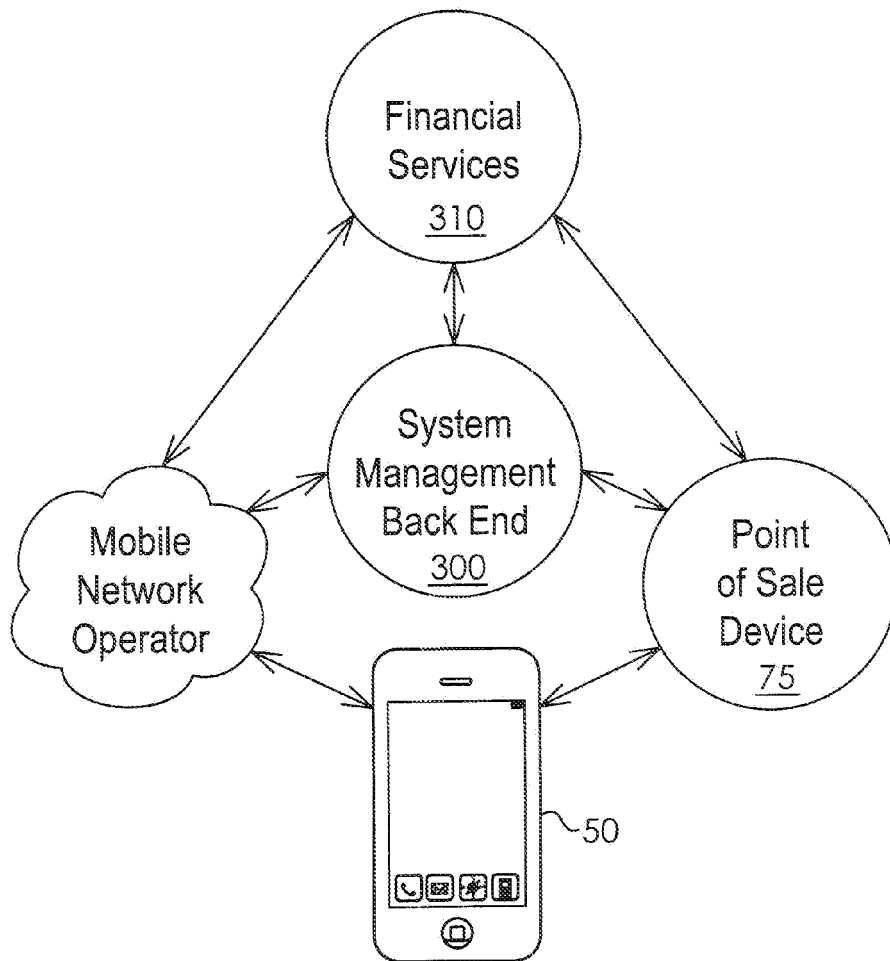 Financial
Services
310
System
Management
Back End
300
Mobile
Network
Operator
Point
of Sale
Device
75
50